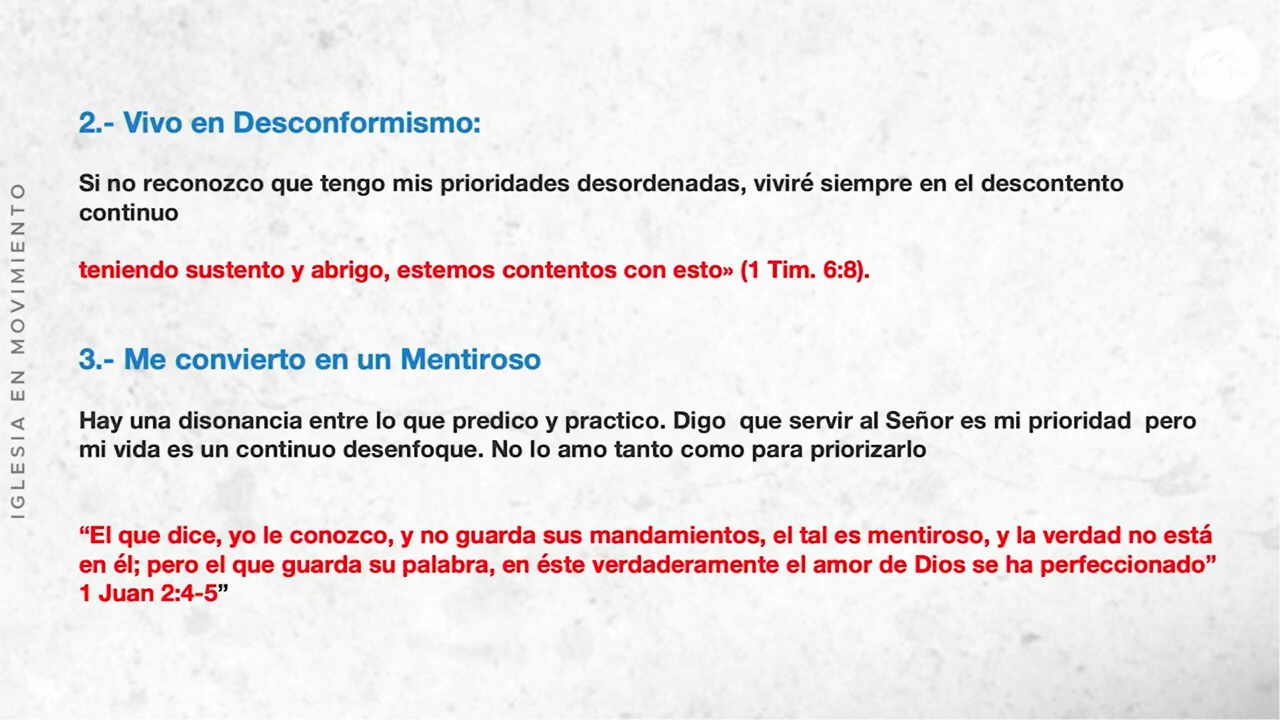 IGLESIA EN MOVIMIENTO
2.- Vivo en Desconformismo:
Si no reconozco que tengo mis prioridades desordenadas, viviré siempre en el descontento
continuo
teniendo sustento y abrigo, estemos contentos con esto» (1 Tim. 6:8).
3.- Me convierto en un Mentiroso
Hay una disonancia entre lo que predico y practico. Digo  que servir al Señor es mi prioridad  pero
mi vida es un continuo desenfoque. No lo amo tanto como para priorizarlo
“El que dice, yo le conozco, y no guarda sus mandamientos, el tal es mentiroso, y la verdad no está
en él; pero el que guarda su palabra, en éste verdaderamente el amor de Dios se ha perfeccionado”
1 Juan 2:4-5”